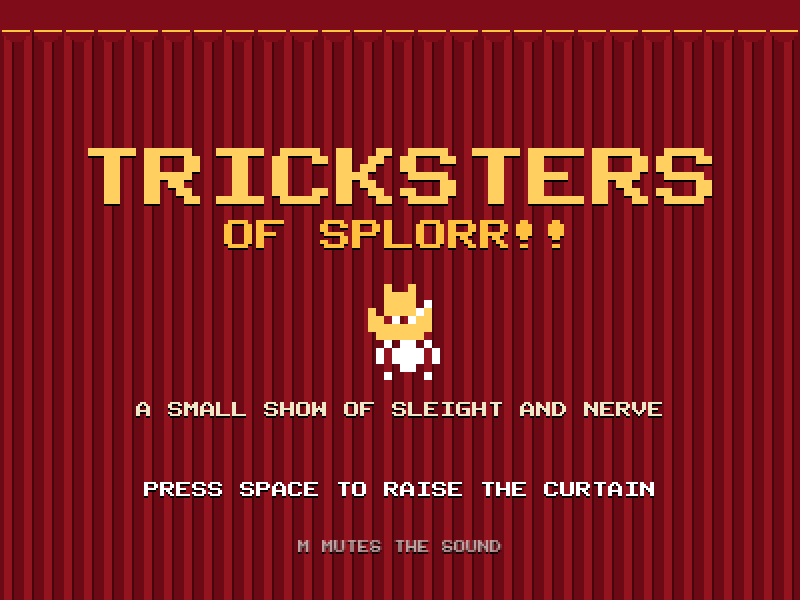 TRICKSTERS
OF SPLORR!!
A SMALL SHOW OF SLEIGHT AND NERVE
PRESS SPACE TO RAISE THE CURTAIN
M MUTES THE SOUND